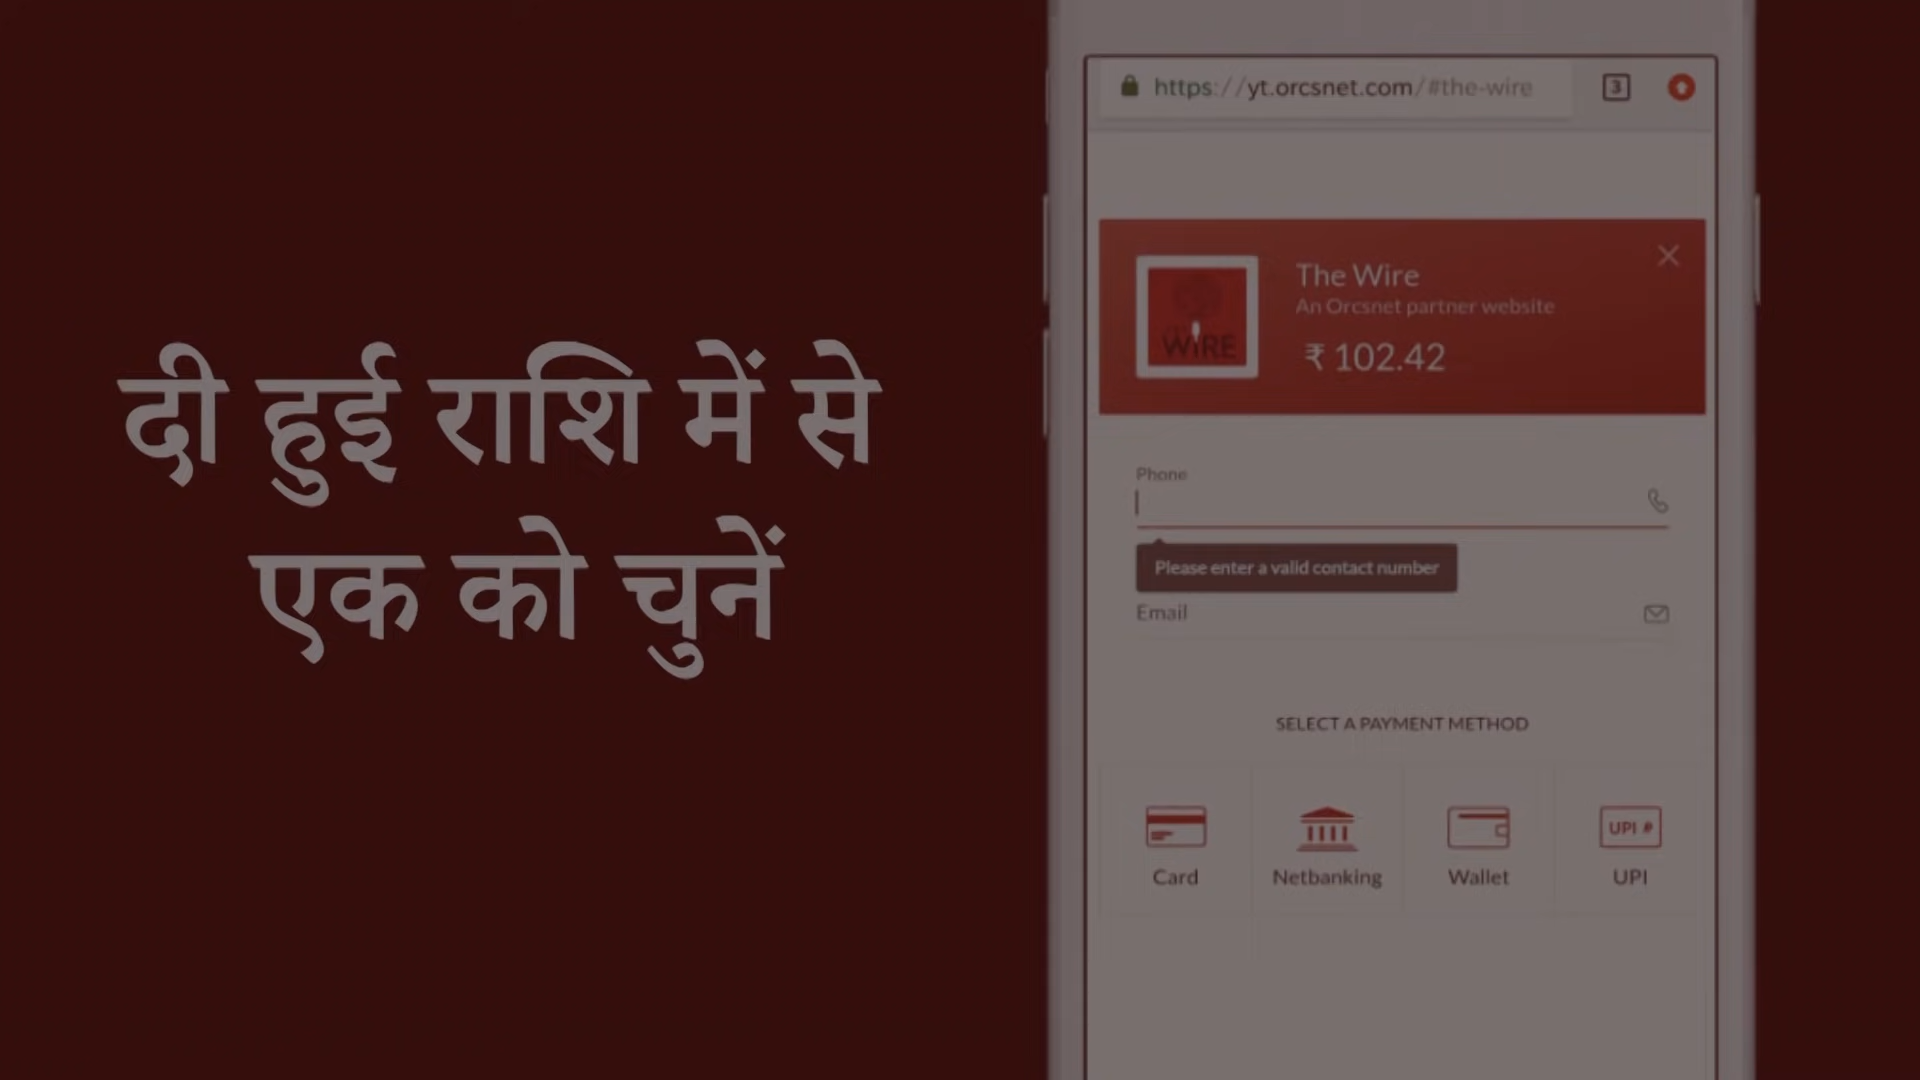 दी हुई राशि में से
एक को चुनें
https://yt.orcsnet.com/#the-wire
3
The Wire
An Orcsnet partner website
₹ 102.42
WIRE
Phone
Please enter a valid contact number
Email
SELECT A PAYMENT METHOD
UPI #
Card
Netbanking
Wallet
UPI